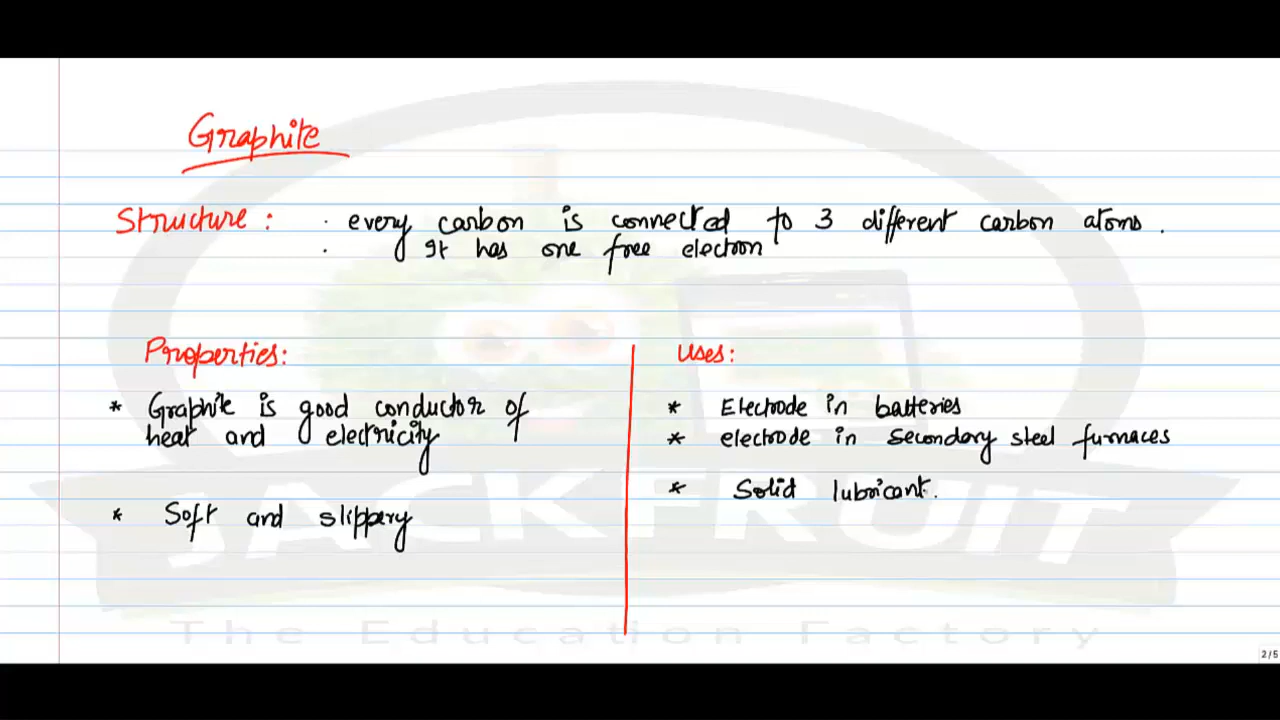 Graphite
Structure : · every carbon is connected to 3 different carbon atoms .
· It has one free electron
Properties:
* Graphite is good conductor of
heat and electricity
* Soft and slippery
Uses:
* Electrode in batteries
* electrode in secondary steel furnaces
* Solid lubricant.
JACKFRUIT
The Education Factory
2/5